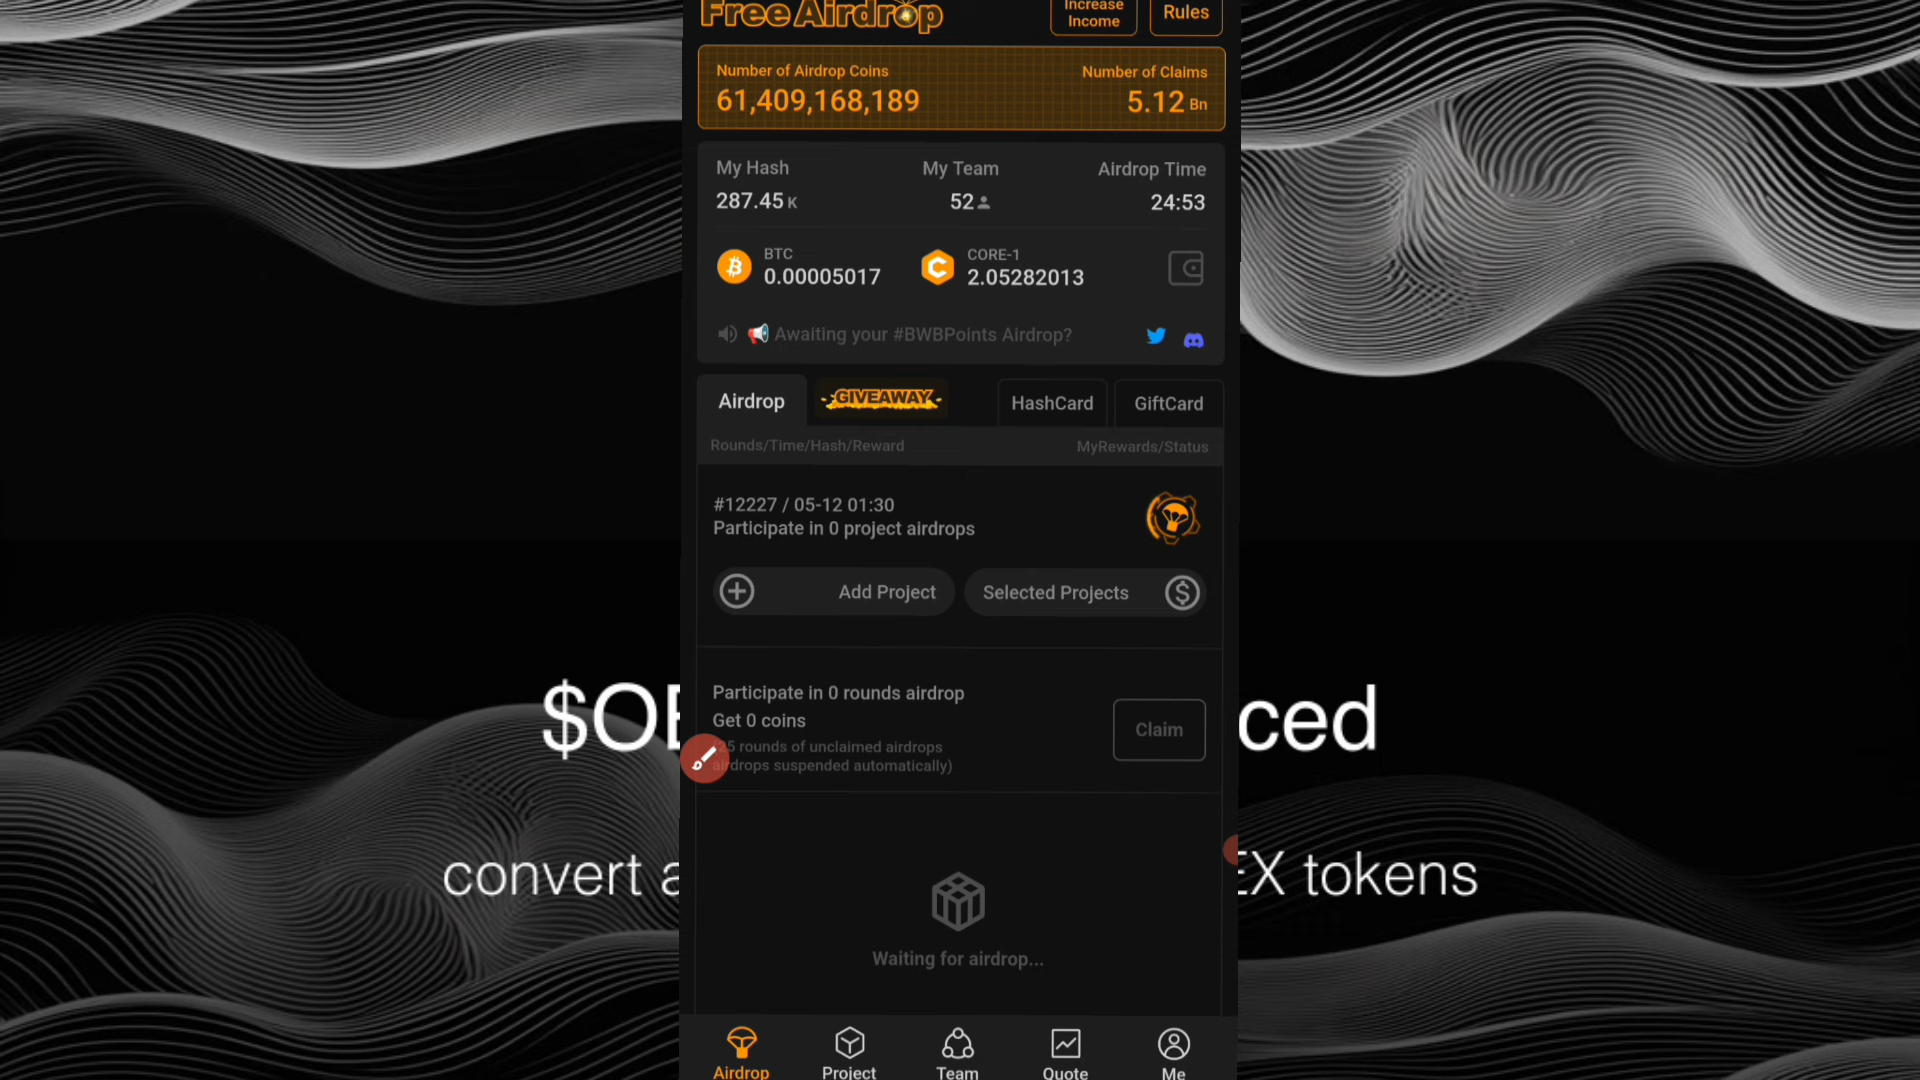 Free Airdrop
Increase Income
Rules
Number of Airdrop Coins
Number of Claims
61,409,168,189
5.12 Bn
My Hash
My Team
Airdrop Time
287.45 K
52
24:53
BTC
0.00005017
CORE-1
2.05282013
📢 Awaiting your #BWBPoints Airdrop?
Airdrop
GIVEAWAY
HashCard
GiftCard
Rounds/Time/Hash/Reward
MyRewards/Status
#12227 / 05-12 01:30
Participate in 0 project airdrops
Add Project
Selected Projects
Participate in 0 rounds airdrop
Get 0 coins
25 rounds of unclaimed airdrops
airdrops suspended automatically)
Claim
Waiting for airdrop...
Airdrop
Project
Team
Quote
Me
convert
tokens